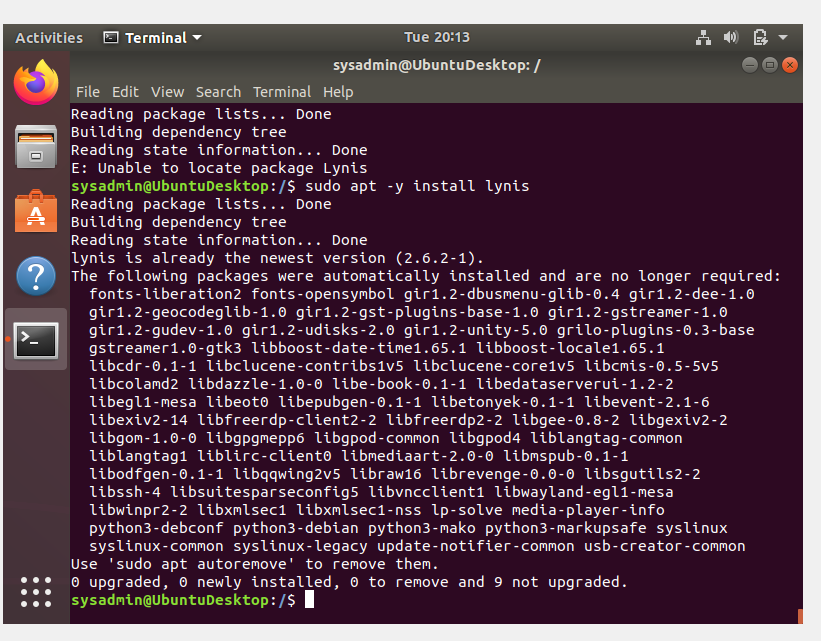 Activities Terminal Tue 20:13
sysadmin@UbuntuDesktop: /
File Edit View Search Terminal Help
Reading package lists... Done
Building dependency tree
Reading state information... Done
E: Unable to locate package Lynis
sysadmin@UbuntuDesktop:/$ sudo apt -y install lynis
Reading package lists... Done
Building dependency tree
Reading state information... Done
lynis is already the newest version (2.6.2-1).
The following packages were automatically installed and are no longer required:
  fonts-liberation2 fonts-opensymbol gir1.2-dbusmenu-glib-0.4 gir1.2-dee-1.0
  gir1.2-geocodeglib-1.0 gir1.2-gst-plugins-base-1.0 gir1.2-gstreamer-1.0
  gir1.2-gudev-1.0 gir1.2-udisks-2.0 gir1.2-unity-5.0 grilo-plugins-0.3-base
  gstreamer1.0-gtk3 libboost-date-time1.65.1 libboost-locale1.65.1
  libcdr-0.1-1 libclucene-contribs1v5 libclucene-core1v5 libcmis-0.5-5v5
  libcolamd2 libdazzle-1.0-0 libe-book-0.1-1 libedataserverui-1.2-2
  libegl1-mesa libeot0 libepubgen-0.1-1 libetonyek-0.1-1 libevent-2.1-6
  libexiv2-14 libfreerdp-client2-2 libfreerdp2-2 libgee-0.8-2 libgexiv2-2
  libgom-1.0-0 libgpgmepp6 libgpod-common libgpod4 liblangtag-common
  liblangtag1 liblirc-client0 libmediaart-2.0-0 libmspub-0.1-1
  libodfgen-0.1-1 libqqwing2v5 libraw16 librevenge-0.0-0 libsgutils2-2
  libssh-4 libsuitesparseconfig5 libvncclient1 libwayland-egl1-mesa
  libwinpr2-2 libxmlsec1 libxmlsec1-nss lp-solve media-player-info
  python3-debconf python3-debian python3-mako python3-markupsafe syslinux
  syslinux-common syslinux-legacy update-notifier-common usb-creator-common
Use 'sudo apt autoremove' to remove them.
0 upgraded, 0 newly installed, 0 to remove and 9 not upgraded.
sysadmin@UbuntuDesktop:/$